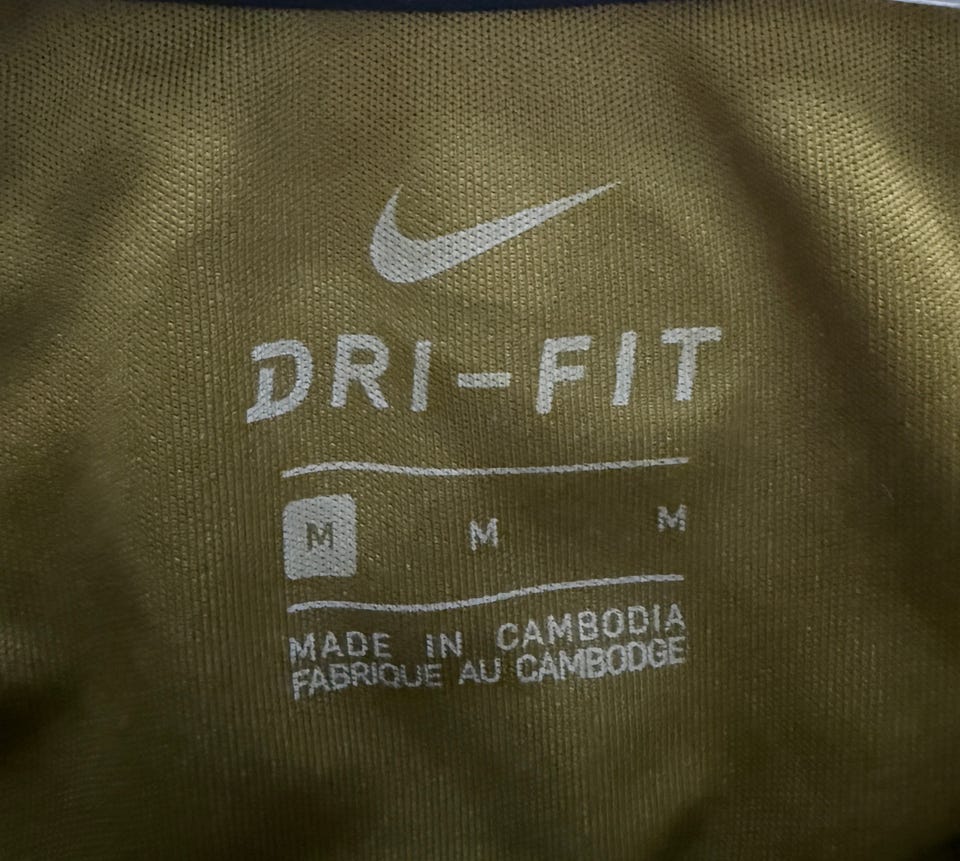 DRI-FIT
M M M
MADE IN CAMBODIA
FABRIQUE AU CAMBODGE